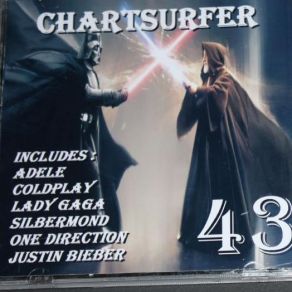 CHARTSURFER
INCLUDES :
ADELE
COLDPLAY
LADY GAGA
SILBERMOND
ONE DIRECTION
JUSTIN BIEBER
43